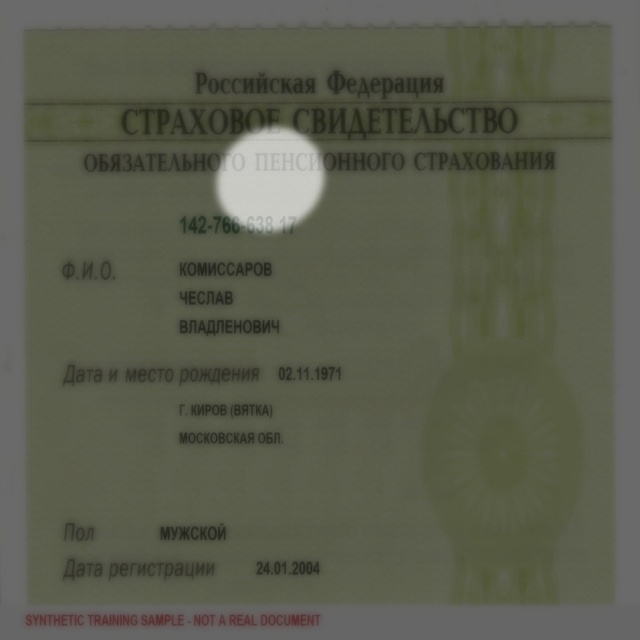 Российская Федерация
СТРАХОВОЕ СВИДЕТЕЛЬСТВО
ОБЯЗАТЕЛЬНОГО ПЕНСИОННОГО СТРАХОВАНИЯ
142-766-638 17
Ф.И.О. КОМИССАРОВ
ЧЕСЛАВ
ВЛАДЛЕНОВИЧ
Дата и место рождения 02.11.1971
Г. КИРОВ (ВЯТКА)
МОСКОВСКАЯ ОБЛ.
Пол МУЖСКОЙ
Дата регистрации 24.01.2004
SYNTHETIC TRAINING SAMPLE - NOT A REAL DOCUMENT